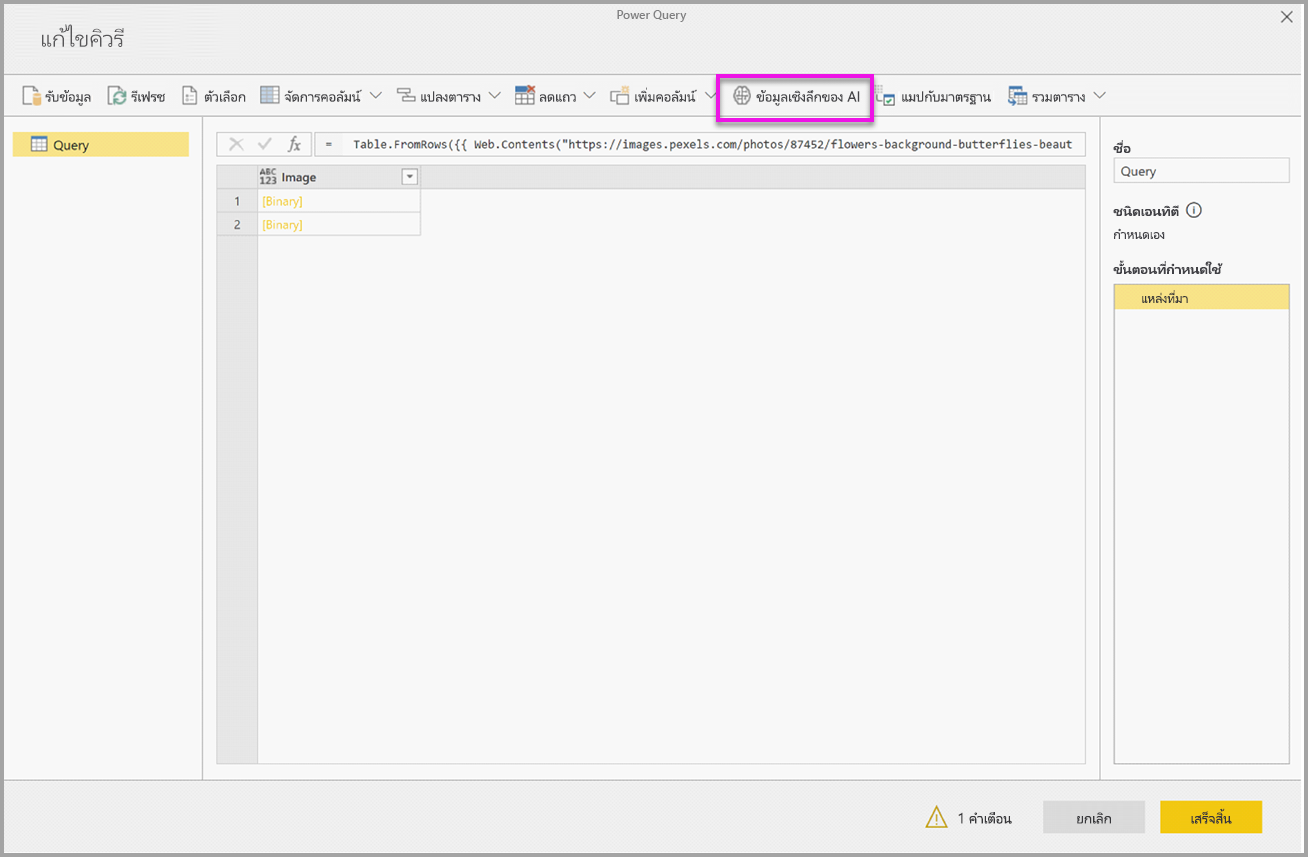 Power Query
แก้ไขคิวรี
รับข้อมูล รีเฟรช ตัวเลือก จัดการคอลัมน์ แปลงตาราง ลดแถว เพิ่มคอลัมน์ ข้อมูลเชิงลึกของ AI แมปกับมาตรฐาน รวมตาราง
Query
fx = Table.FromRows({{ Web.Contents("https://images.pexels.com/photos/87452/flowers-background-butterflies-beaut
ABC 123 Image
1 [Binary]
2 [Binary]
ชื่อ
Query
ชนิดเอนทิตี
กำหนดเอง
ขั้นตอนที่กำหนดใช้
แหล่งที่มา
1 คำเตือน ยกเลิก เสร็จสิ้น